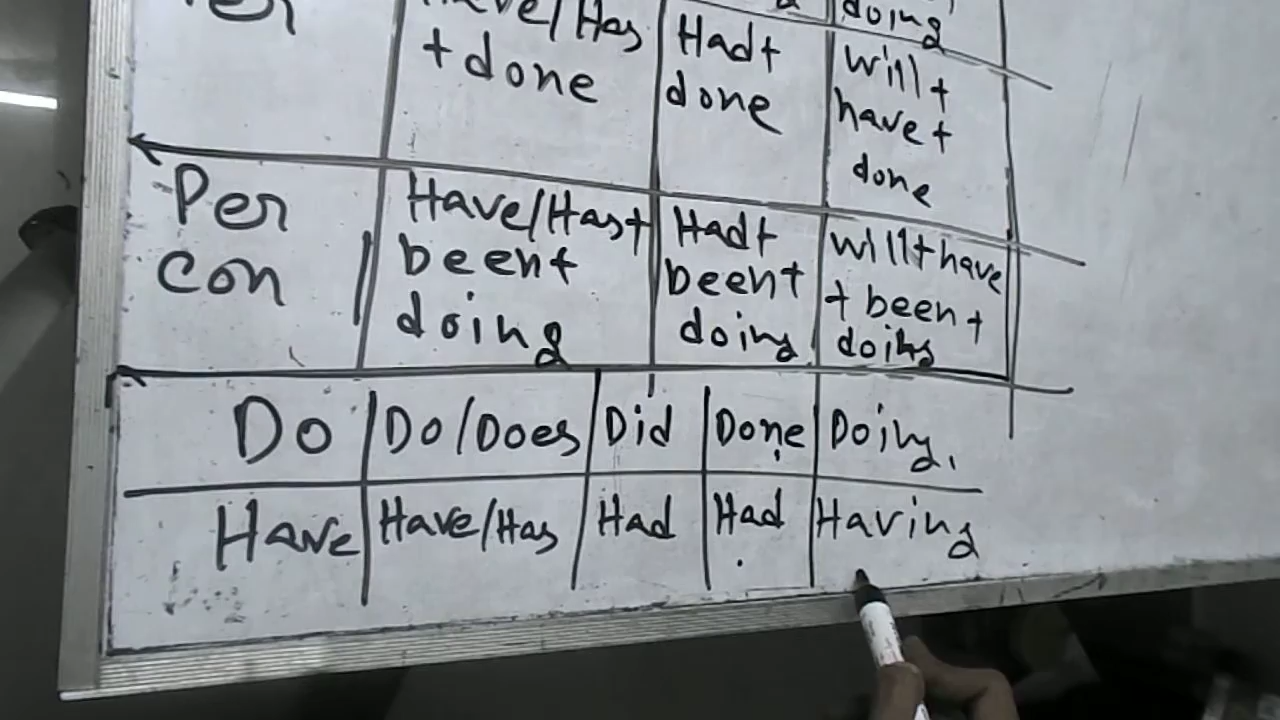 doing
Have/Has
+ done
Had+
done
will+
have+
done
Per
con
Have/Has+
been+
doing
Had+
been+
doing
will+have
+ been+
doing
Do Do/Does Did Done Doing
Have Have/Has Had Had Having